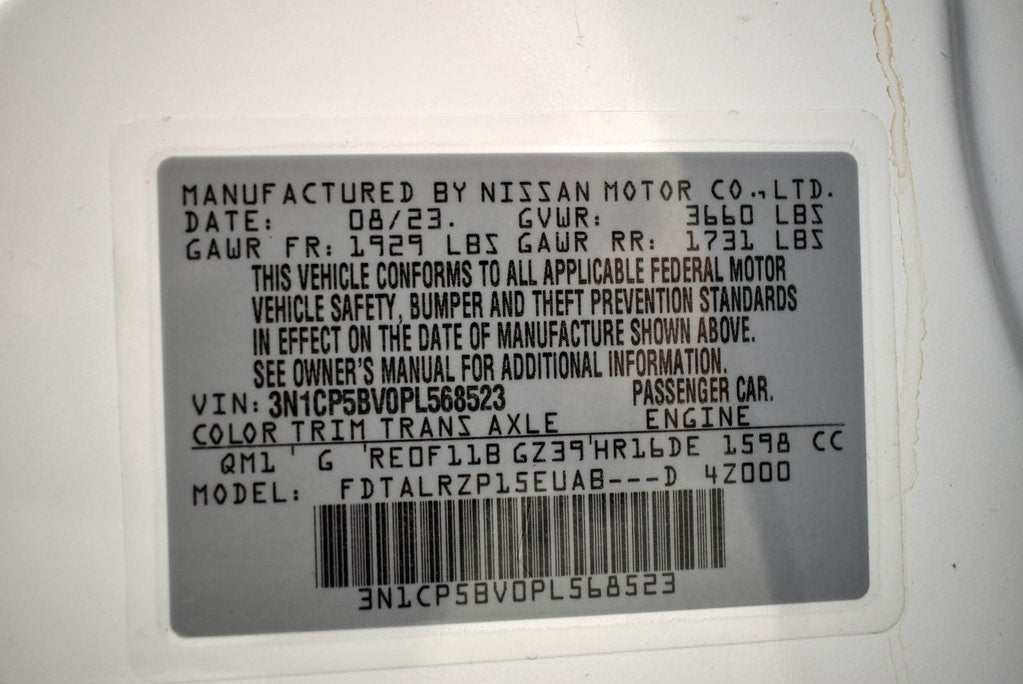 MANUFACTURED BY NISSAN MOTOR CO.,LTD.
DATE: 08/23. GVWR: 3660 LBS
GAWR FR: 1929 LBS GAWR RR: 1731 LBS
THIS VEHICLE CONFORMS TO ALL APPLICABLE FEDERAL MOTOR
VEHICLE SAFETY, BUMPER AND THEFT PREVENTION STANDARDS
IN EFFECT ON THE DATE OF MANUFACTURE SHOWN ABOVE.
SEE OWNER'S MANUAL FOR ADDITIONAL INFORMATION.
VIN: 3N1CP5BV0PL568523 PASSENGER CAR.
COLOR TRIM TRANS AXLE ENGINE
QM1 ' G 'RE0F11B GZ39'HR16DE 1598 CC
MODEL: FDTALRZP15EUAB---D 4Z000
3N1CP5BV0PL568523